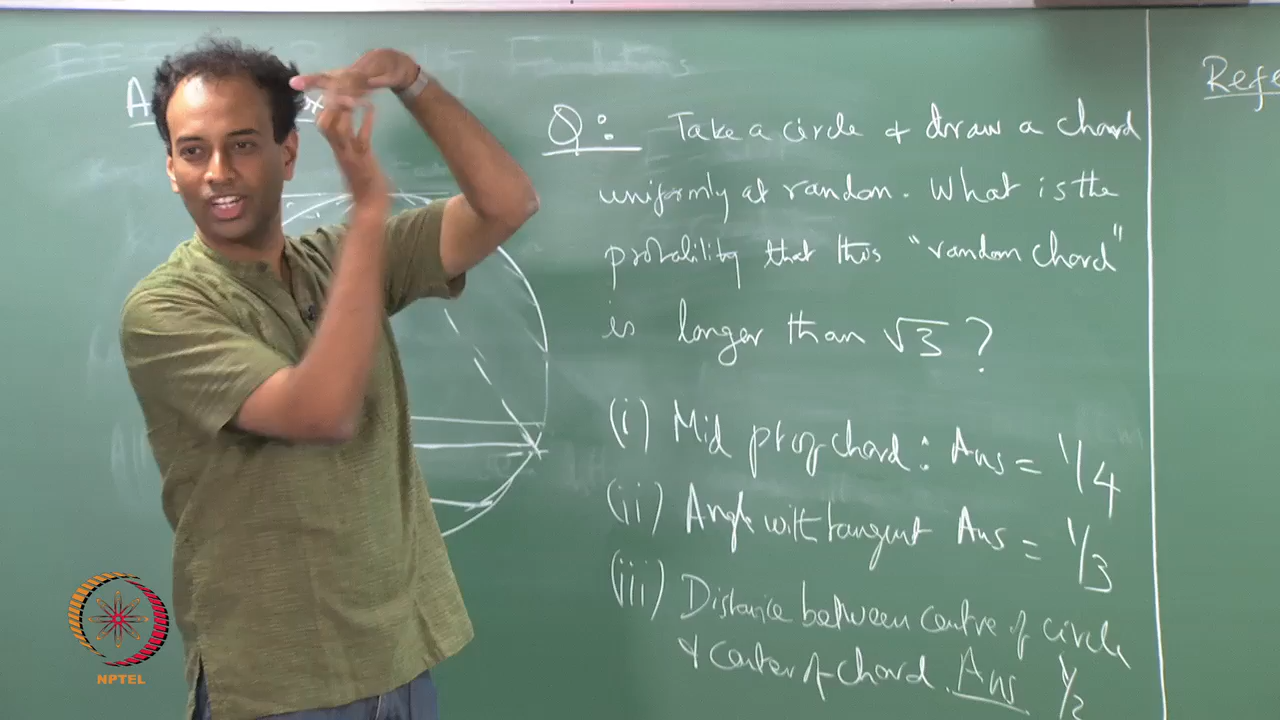 Q: Take a circle & draw a chord
uniformly at random. What is the
probability that this "random chord"
is longer than √3 ?
(i) Mid pt of chord : Ans = 1/4
(ii) Angle with tangent Ans = 1/3
(iii) Distance between centre of circle
& center of chord. Ans 1/2
Refe
NPTEL